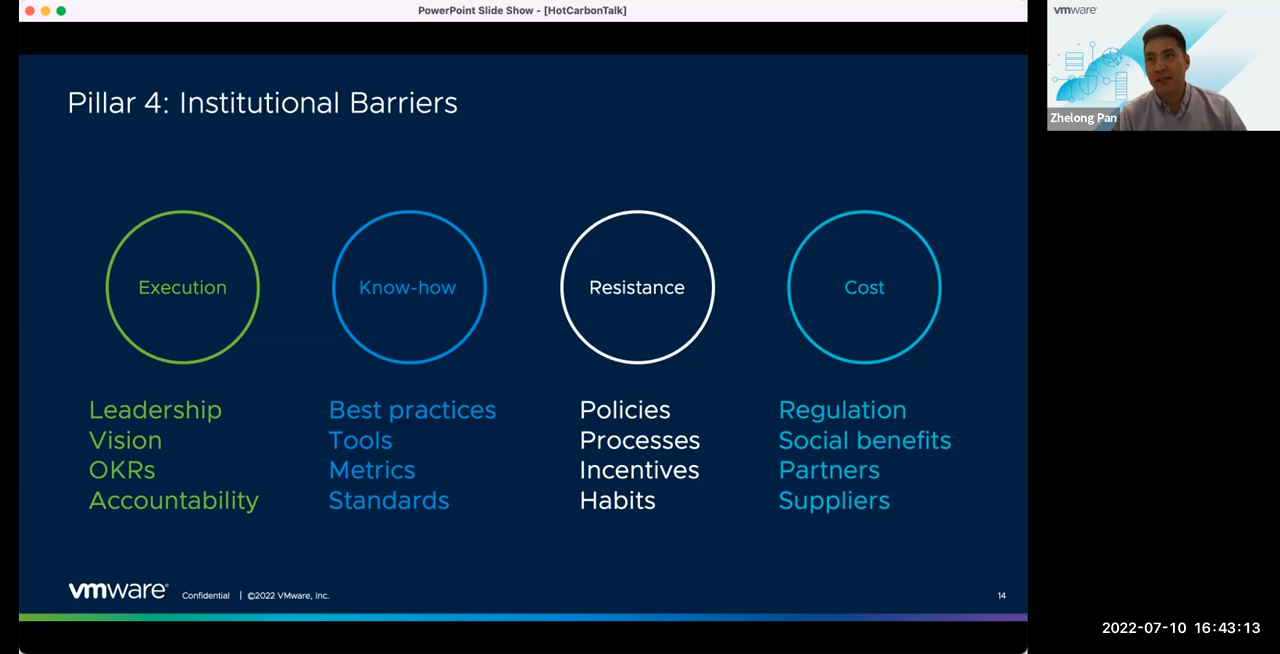 PowerPoint Slide Show - [HotCarbonTalk]
vmware®
Zhelong Pan
Pillar 4: Institutional Barriers
Execution
Know-how
Resistance
Cost
Leadership
Vision
OKRs
Accountability
Best practices
Tools
Metrics
Standards
Policies
Processes
Incentives
Habits
Regulation
Social benefits
Partners
Suppliers
vmware® Confidential | ©2022 VMware, Inc. 14
2022-07-10 16:43:13